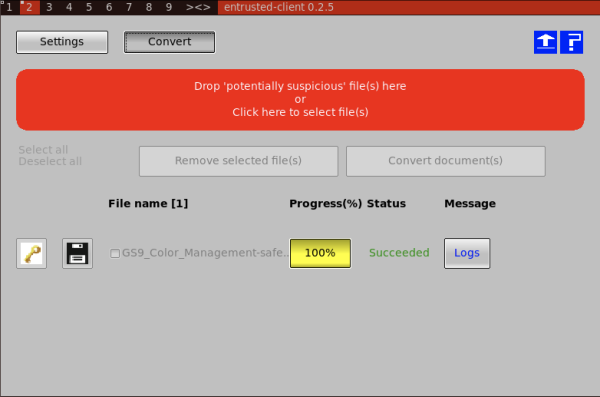 1 2 3 4 5 6 7 8 9 ><> entrusted-client 0.2.5
Settings Convert
Drop 'potentially suspicious' file(s) here
or
Click here to select file(s)
Select all
Deselect all
Remove selected file(s) Convert document(s)
File name [1] Progress(%) Status Message
GS9_Color_Management-safe.. 100% Succeeded Logs